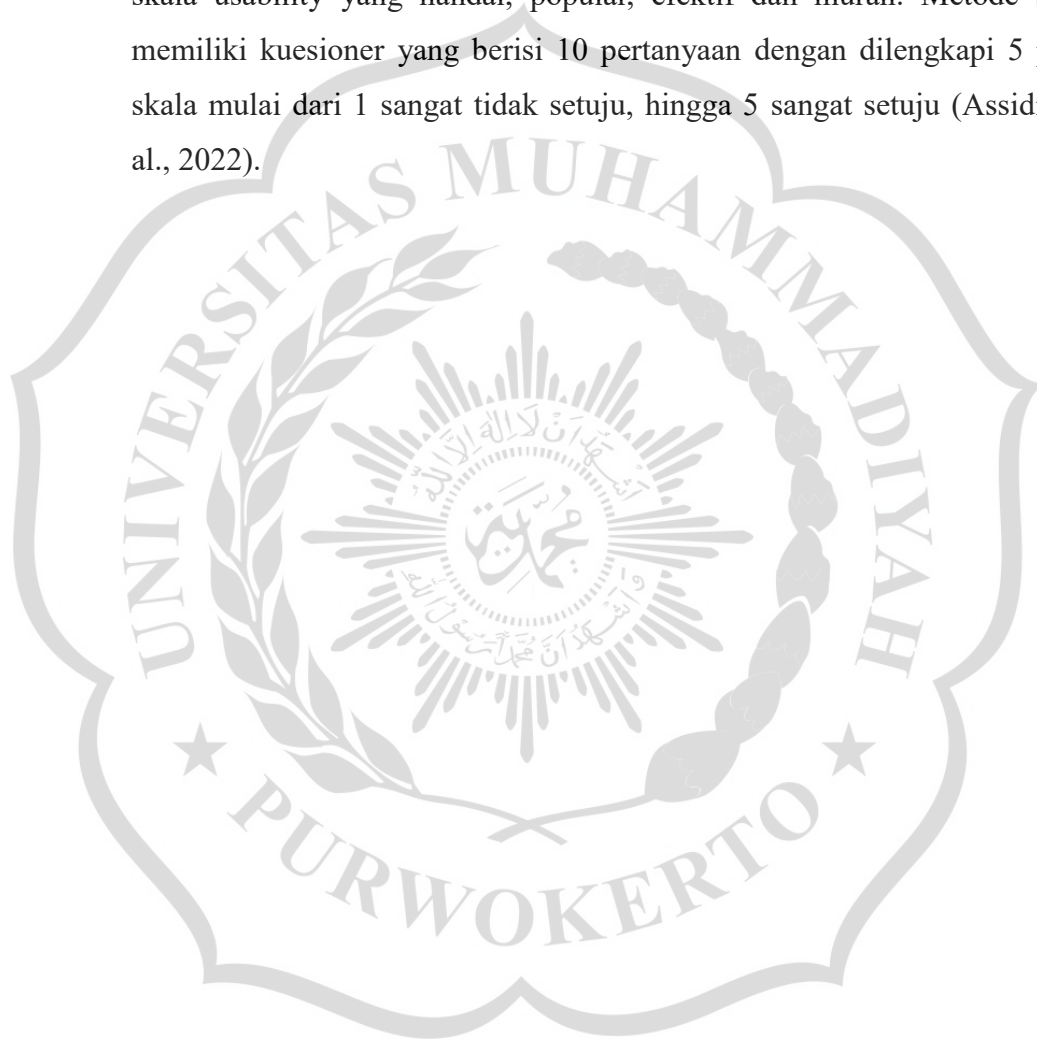 skala usability yang handal, popular, efektif dan murah. Metode
memiliki kuesioner yang berisi 10 pertanyaan dengan dilengkapi 5
skala mulai dari 1 sangat tidak setuju, hingga 5 sangat setuju
al., 2022).
UNIVERSITAS MUHAMMADIYAH
PURWOKERTO